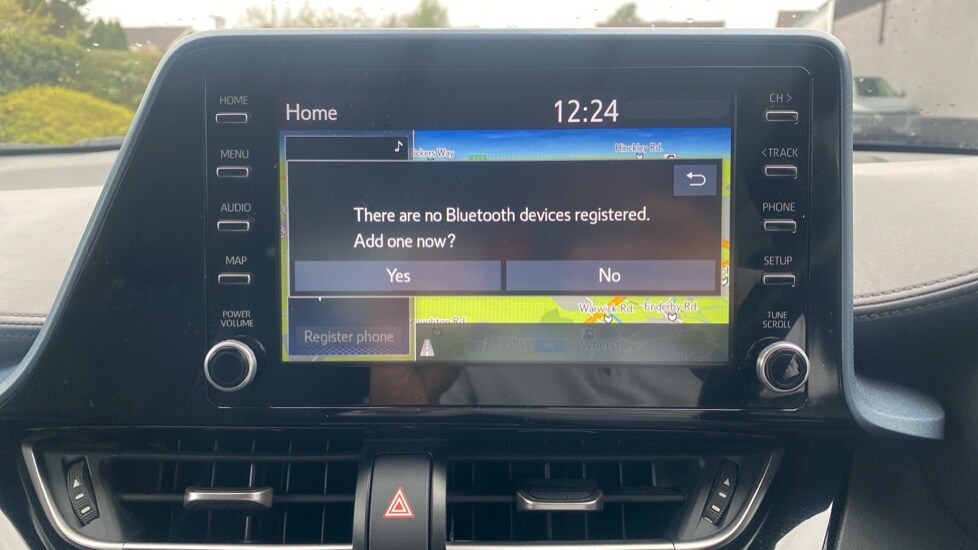 HOME
MENU
AUDIO
MAP
POWER
VOLUME
Home
12:24
Hinckley Rd.
There are no Bluetooth devices registered.
Add one now?
Yes
No
Warwick Rd.
Enderby Rd.
Register phone
CH >
< TRACK
PHONE
SETUP
TUNE
SCROLL